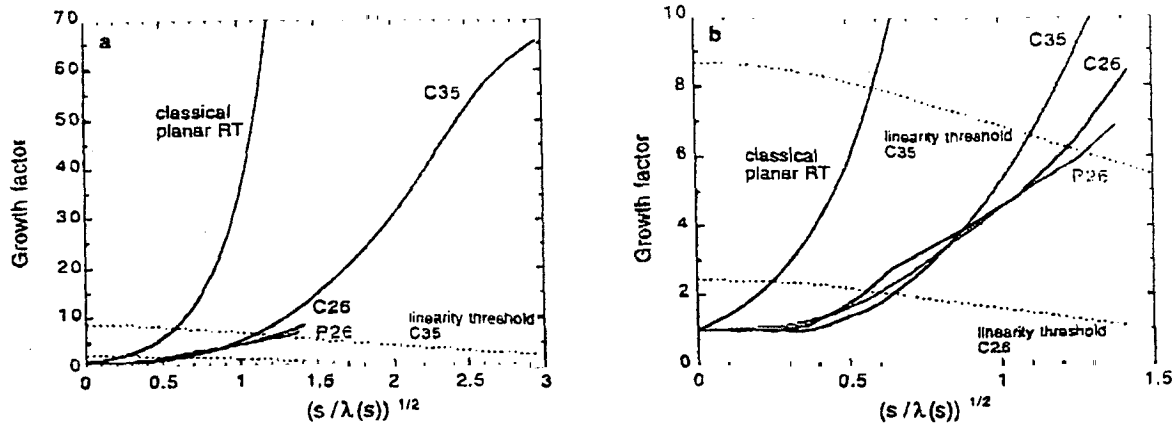 70
60
50
40
30
20
10
0
Growth factor
a
classical
planar RT
C35
C26
P26
linearity threshold
C35
0
0.5
1
1.5
2
2.5
3
(s/λ(s)) 1/2
10
8
6
4
2
0
Growth factor
b
C35
C26
linearity threshold
C35
classical
planar RT
P26
linearity threshold
C26
0
0.5
1
1.5
(s/λ(s)) 1/2